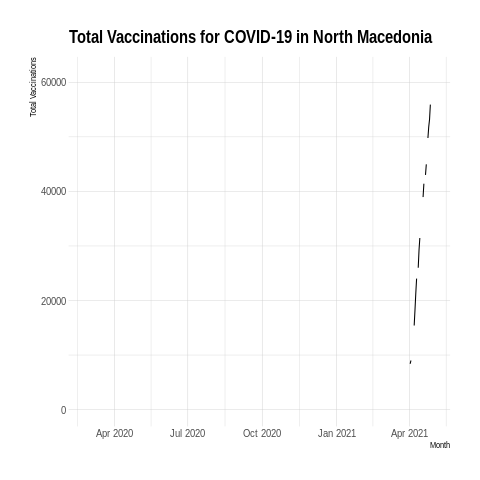 Total Vaccinations for COVID-19 in North Macedonia
Total Vaccinations
60000
40000
20000
0
Apr 2020 Jul 2020 Oct 2020 Jan 2021 Apr 2021
Month